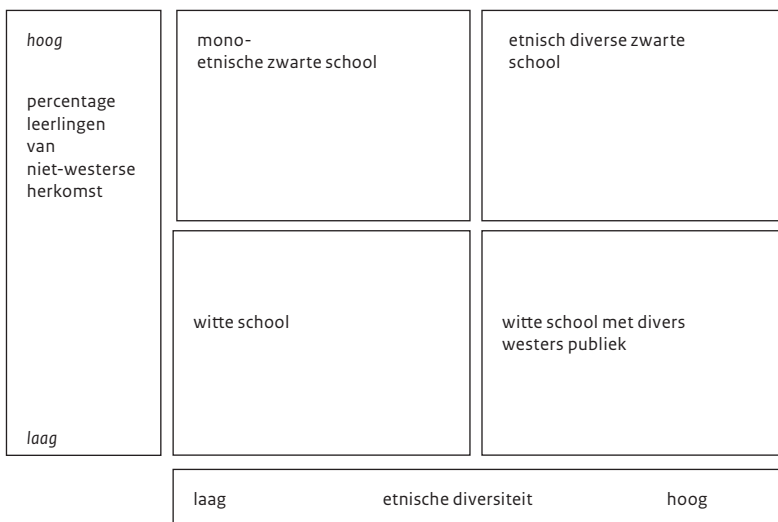 hoog
percentage
leerlingen
van
niet-westerse
herkomst
laag
mono-
etnische zwarte school
etnisch diverse zwarte
school
witte school
witte school met divers
westers publiek
laag etnische diversiteit hoog